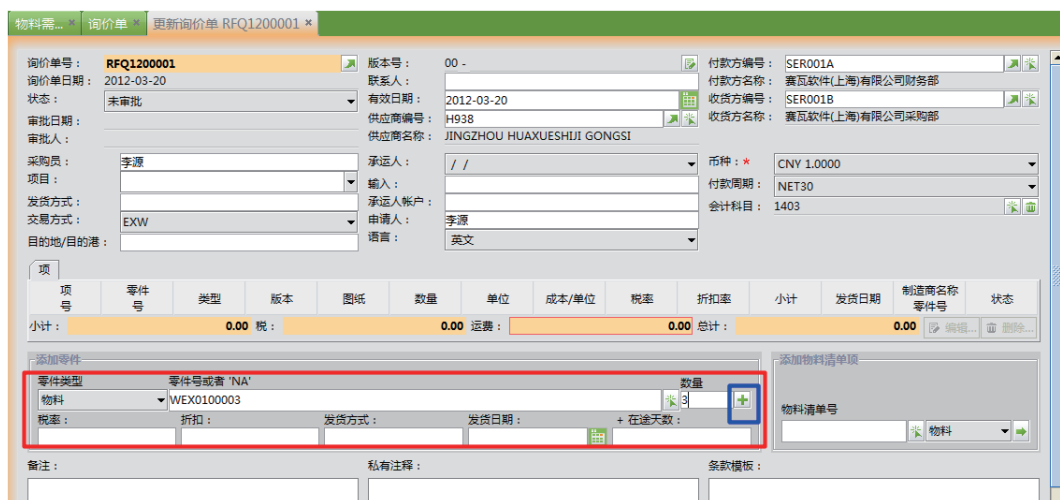 物料需... × 询价单 × 更新询价单 RFQ1200001 ×
询价单号： RFQ1200001 版本号： 00 - 付款方编号： SER001A
询价单日期： 2012-03-20 联系人： 付款方名称： 赛瓦软件(上海)有限公司财务部
状态： 未审批 有效日期： 2012-03-20 收货方编号： SER001B
审批日期： 供应商编号： H938 收货方名称： 赛瓦软件(上海)有限公司采购部
审批人： 供应商名称： JINGZHOU HUAXUESHIJI GONGSI
采购员： 李源 承运人： / / 币种：* CNY 1.0000
项目： 输入： 付款周期： NET30
发货方式： 承运人帐户： 会计科目： 1403
交易方式： EXW 申请人： 李源
目的地/目的港： 语言： 英文
项
项号 零件号 类型 版本 图纸 数量 单位 成本/单位 税率 折扣率 小计 发货日期 制造商名称零件号 状态
小计： 0.00 税： 0.00 运费： 0.00 总计： 0.00 编辑... 删除...
添加零件 添加物料清单项
零件类型 零件号或者 'NA' 数量
物料 WEX0100003 3
物料清单号
税率： 折扣： 发货方式： 发货日期： + 在途天数：
物料
备注： 私有注释： 条款模板：